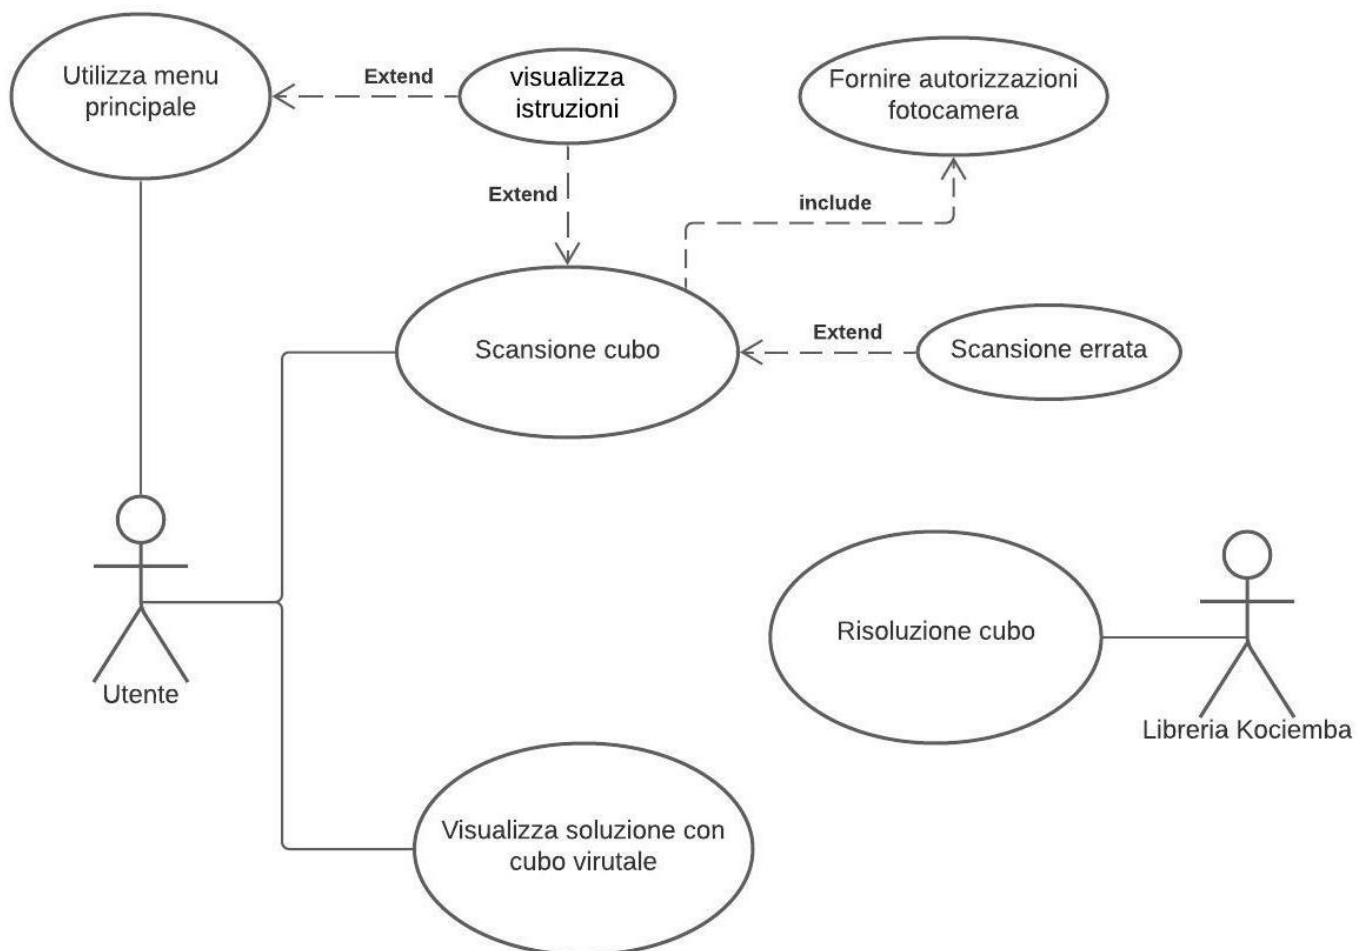 Utilizza menu
principale
Extend
visualizza
istruzioni
Fornire autorizzazioni
fotocamera
Extend
include
Scansione cubo
Extend
Scansione errata
Utente
Risoluzione cubo
Libreria Kociemba
Visualizza soluzione con
cubo virutale